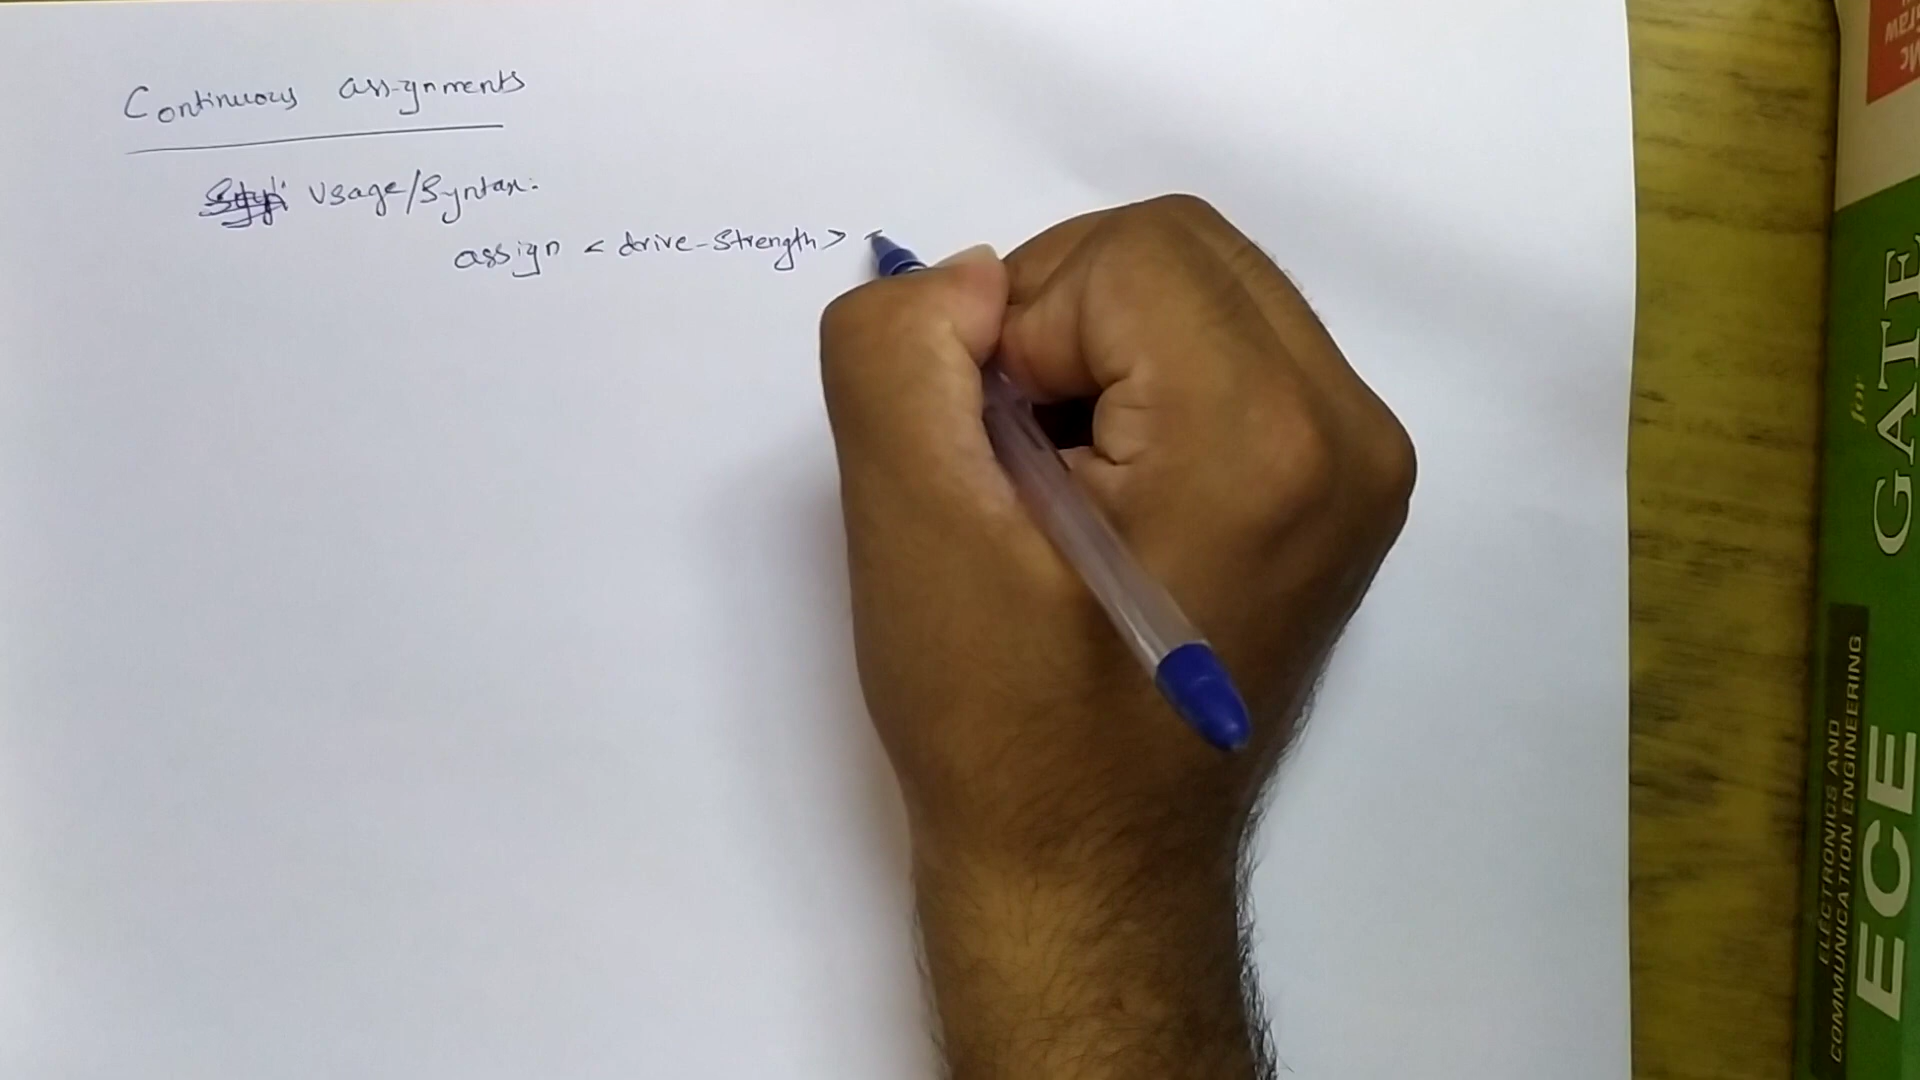 Continuous assignments
Usage/Syntax:
assign < drive-strength > <
for
GATE
ELECTRONICS AND
COMMUNICATION ENGINEERING
ECE